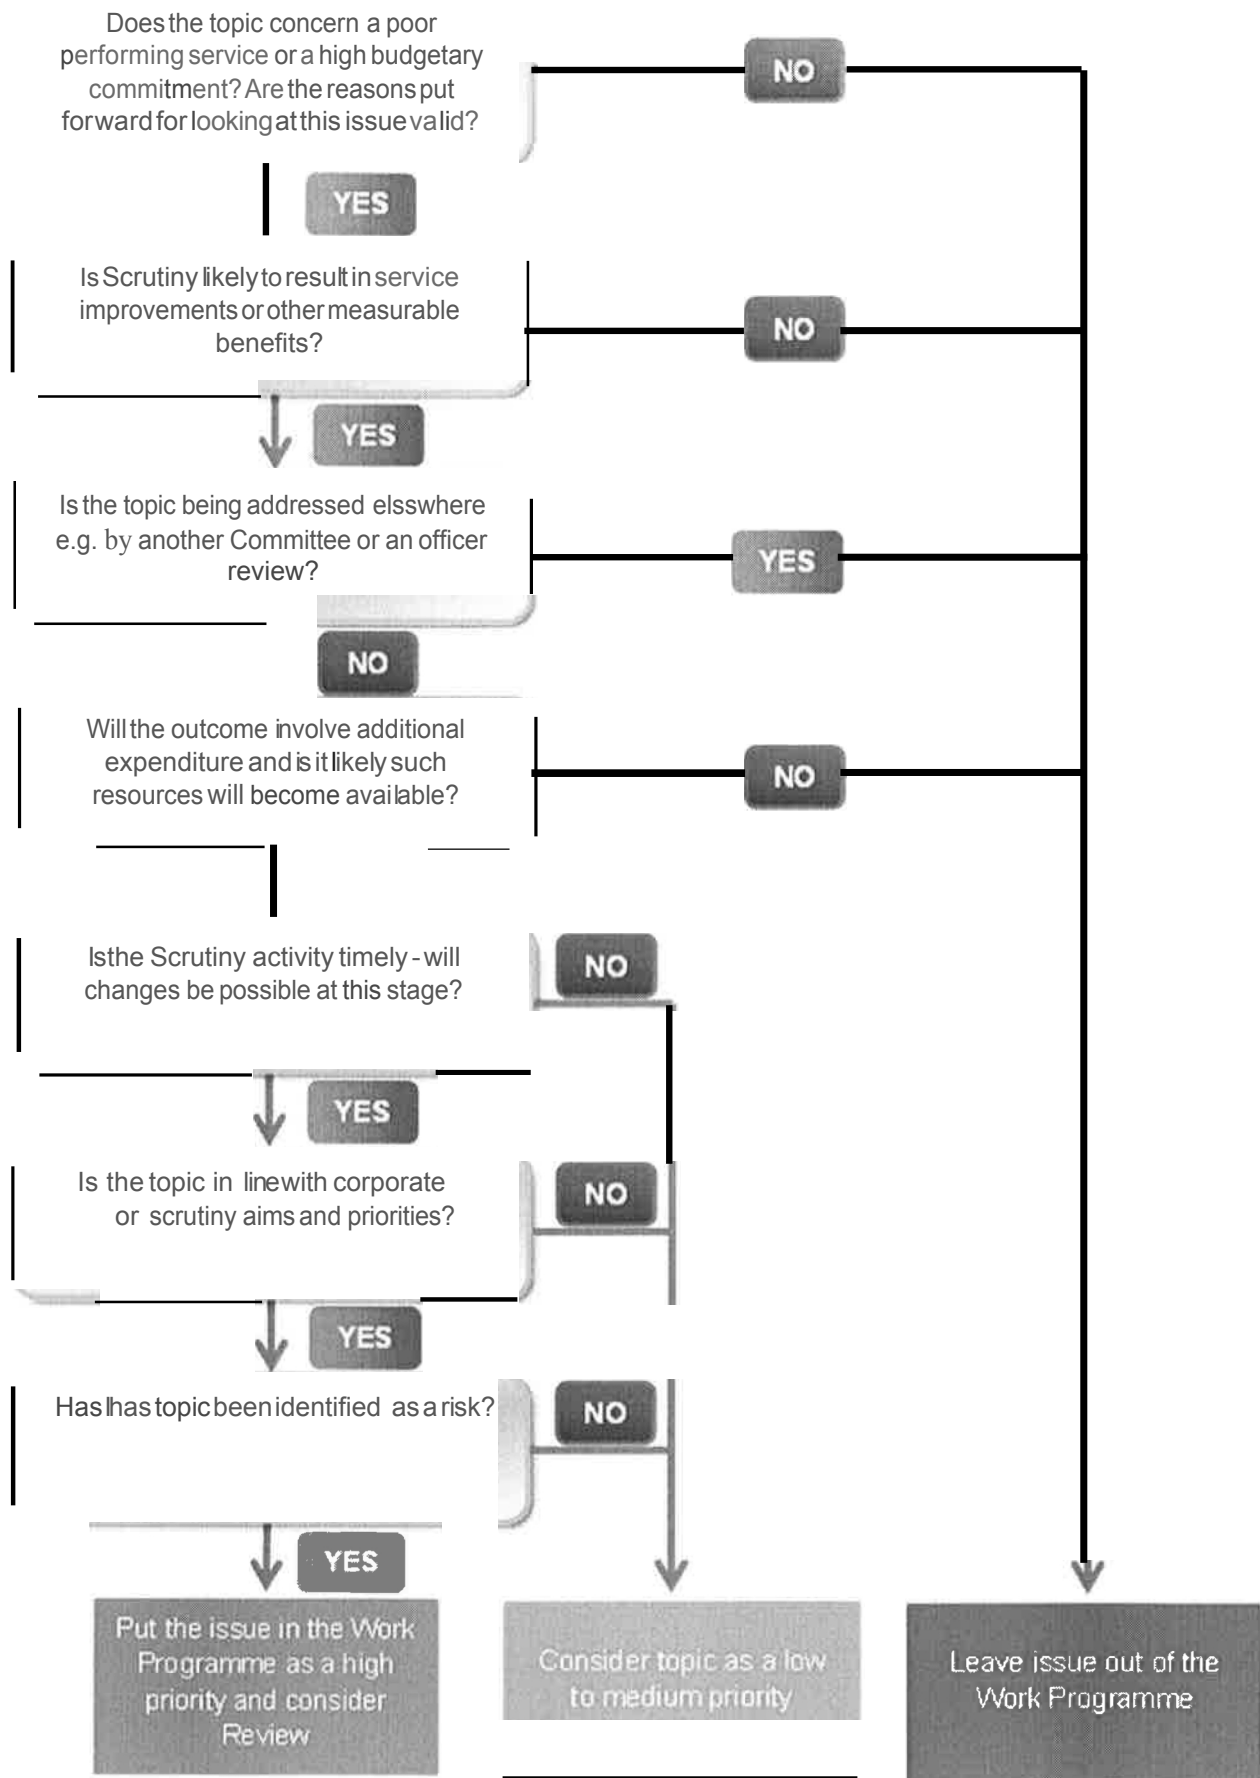 Does the topic concern a poor
performing service or a high budgetary
commitment? Are the reasons put
forward for looking at this issue valid?
NO
YES
Is Scrutiny likely to result in service
improvements or other measurable
benefits?
NO
YES
Is the topic being addressed elsswhere
e.g. by another Committee or an officer
review?
YES
NO
Will the outcome involve additional
expenditure and is it likely such
resources will become available?
NO
Is the Scrutiny activity timely - will
changes be possible at this stage?
NO
YES
Is the topic in line with corporate
or scrutiny aims and priorities?
NO
YES
Has lhas topic been identified as a risk?
NO
YES
Put the issue in the Work
Programme as a high
priority and consider
Review
Consider topic as a low
to medium priority
Leave issue out of the
Work Programme